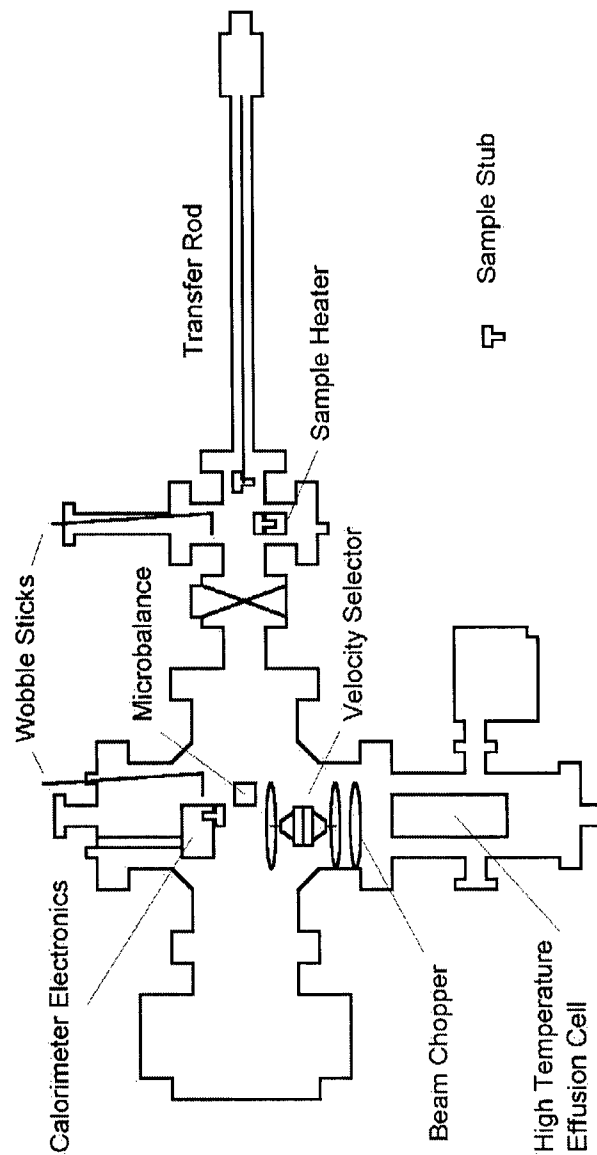 Calorimeter Electronics
Wobble Sticks
Microbalance
Transfer Rod
Sample Heater
Velocity Selector
Beam Chopper
High Temperature
Effusion Cell
Sample Stub